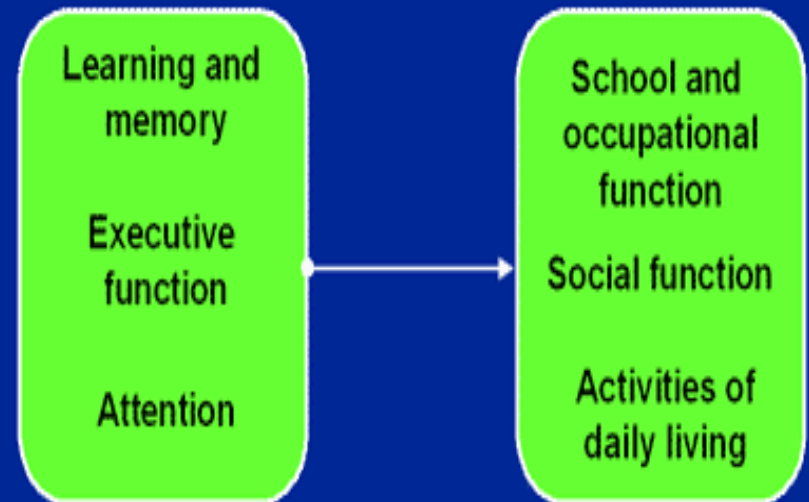 Learning and
memory
Executive
function
Attention
School and
occupational
function
Social function
Activities of
daily living